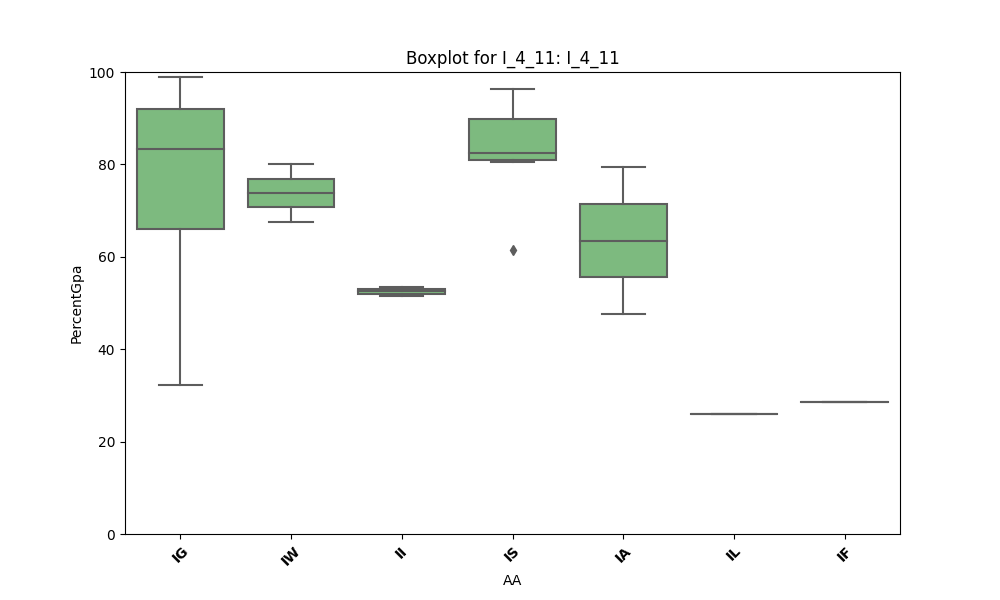 Boxplot for I_4_11: I_4_11
PercentGpa
100
80
60
40
20
0
IG
IW
II
IS
IA
IL
IF
AA